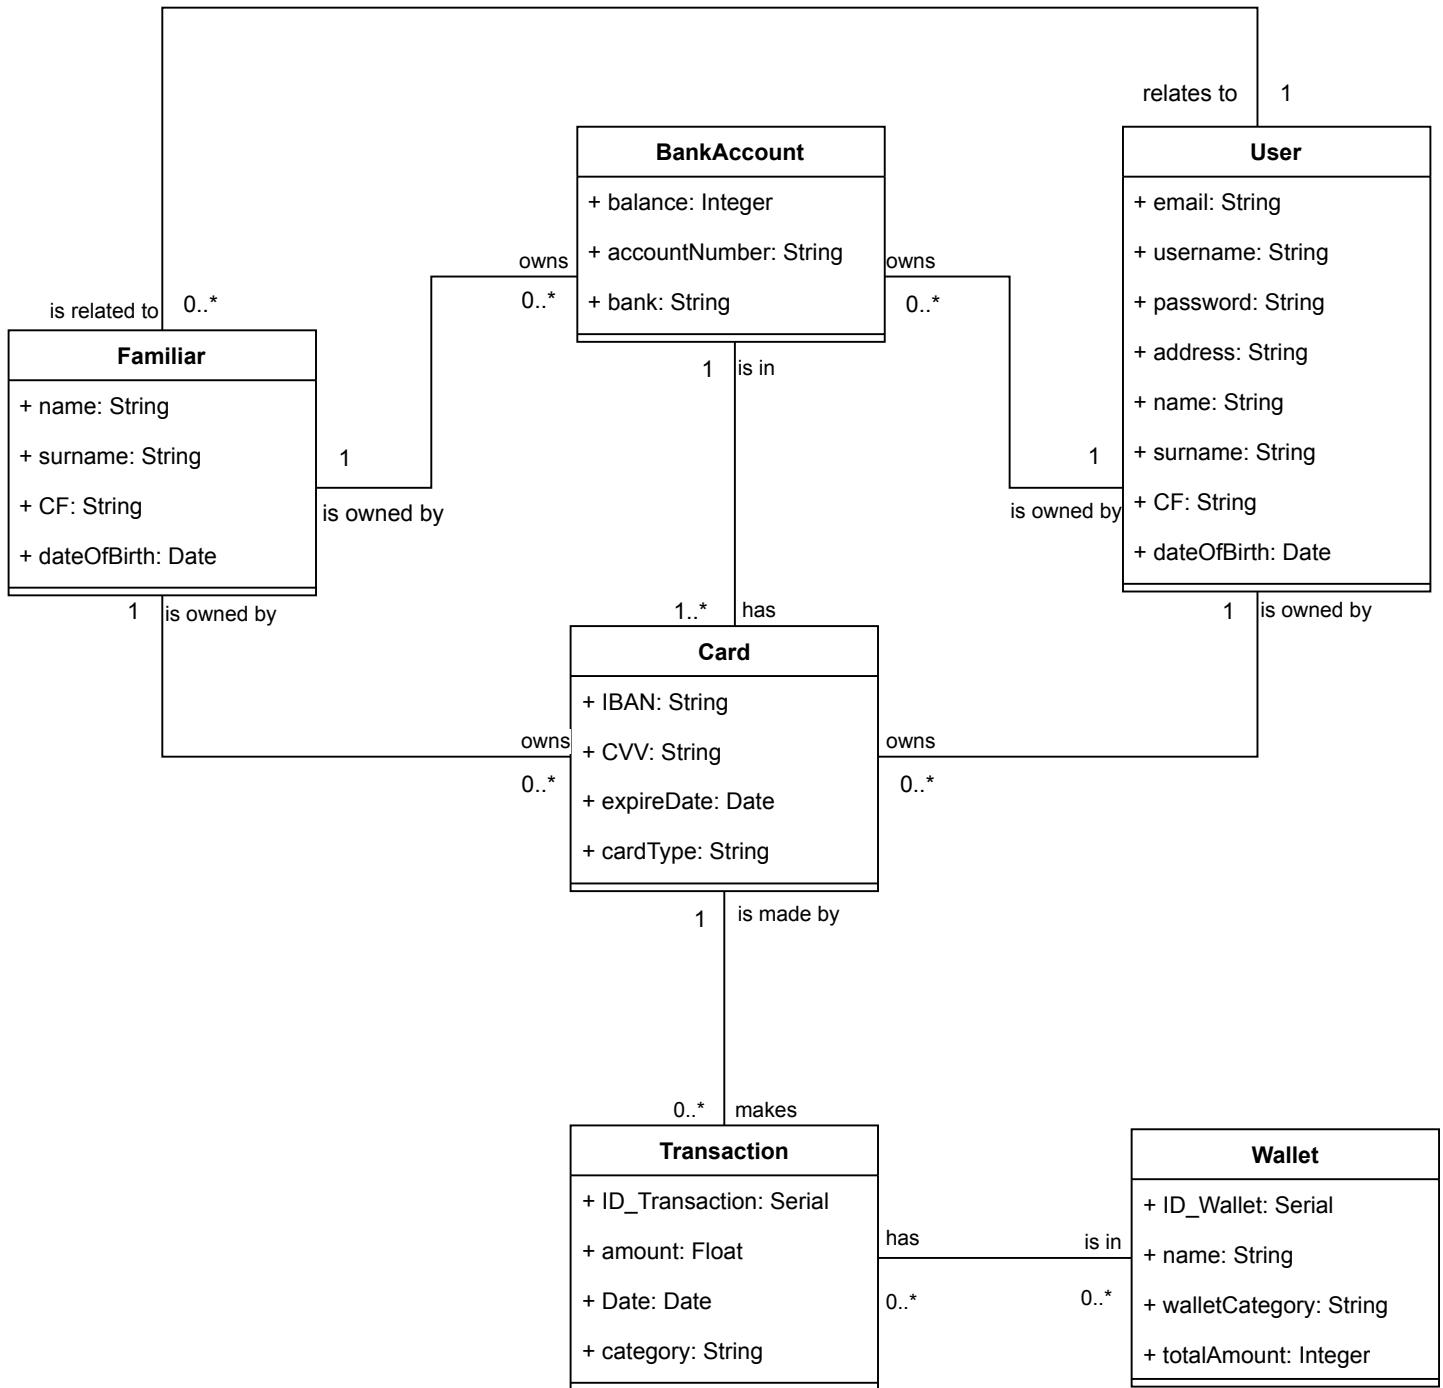 relates to 1
BankAccount
+ balance: Integer
+ accountNumber: String
+ bank: String
User
+ email: String
+ username: String
+ password: String
+ address: String
+ name: String
+ surname: String
+ CF: String
+ dateOfBirth: Date
owns
0..*
owns
0..*
is related to 0..*
Familiar
+ name: String
+ surname: String
+ CF: String
+ dateOfBirth: Date
1 is in
1
is owned by
1
is owned by
1 is owned by
1 is owned by
1..* has
Card
+ IBAN: String
+ CVV: String
+ expireDate: Date
+ cardType: String
owns
0..*
owns
0..*
1 is made by
0..* makes
Transaction
+ ID_Transaction: Serial
+ amount: Float
+ Date: Date
+ category: String
has
0..*
is in
0..*
Wallet
+ ID_Wallet: Serial
+ name: String
+ walletCategory: String
+ totalAmount: Integer